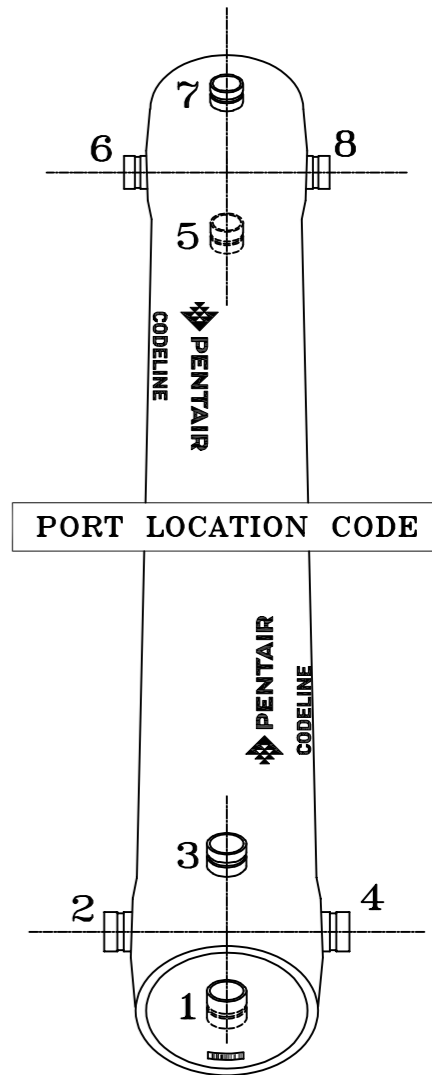 7
6
8
5
CODELINE
PENTAIR
PORT LOCATION CODE
PENTAIR
CODELINE
3
2
4
1